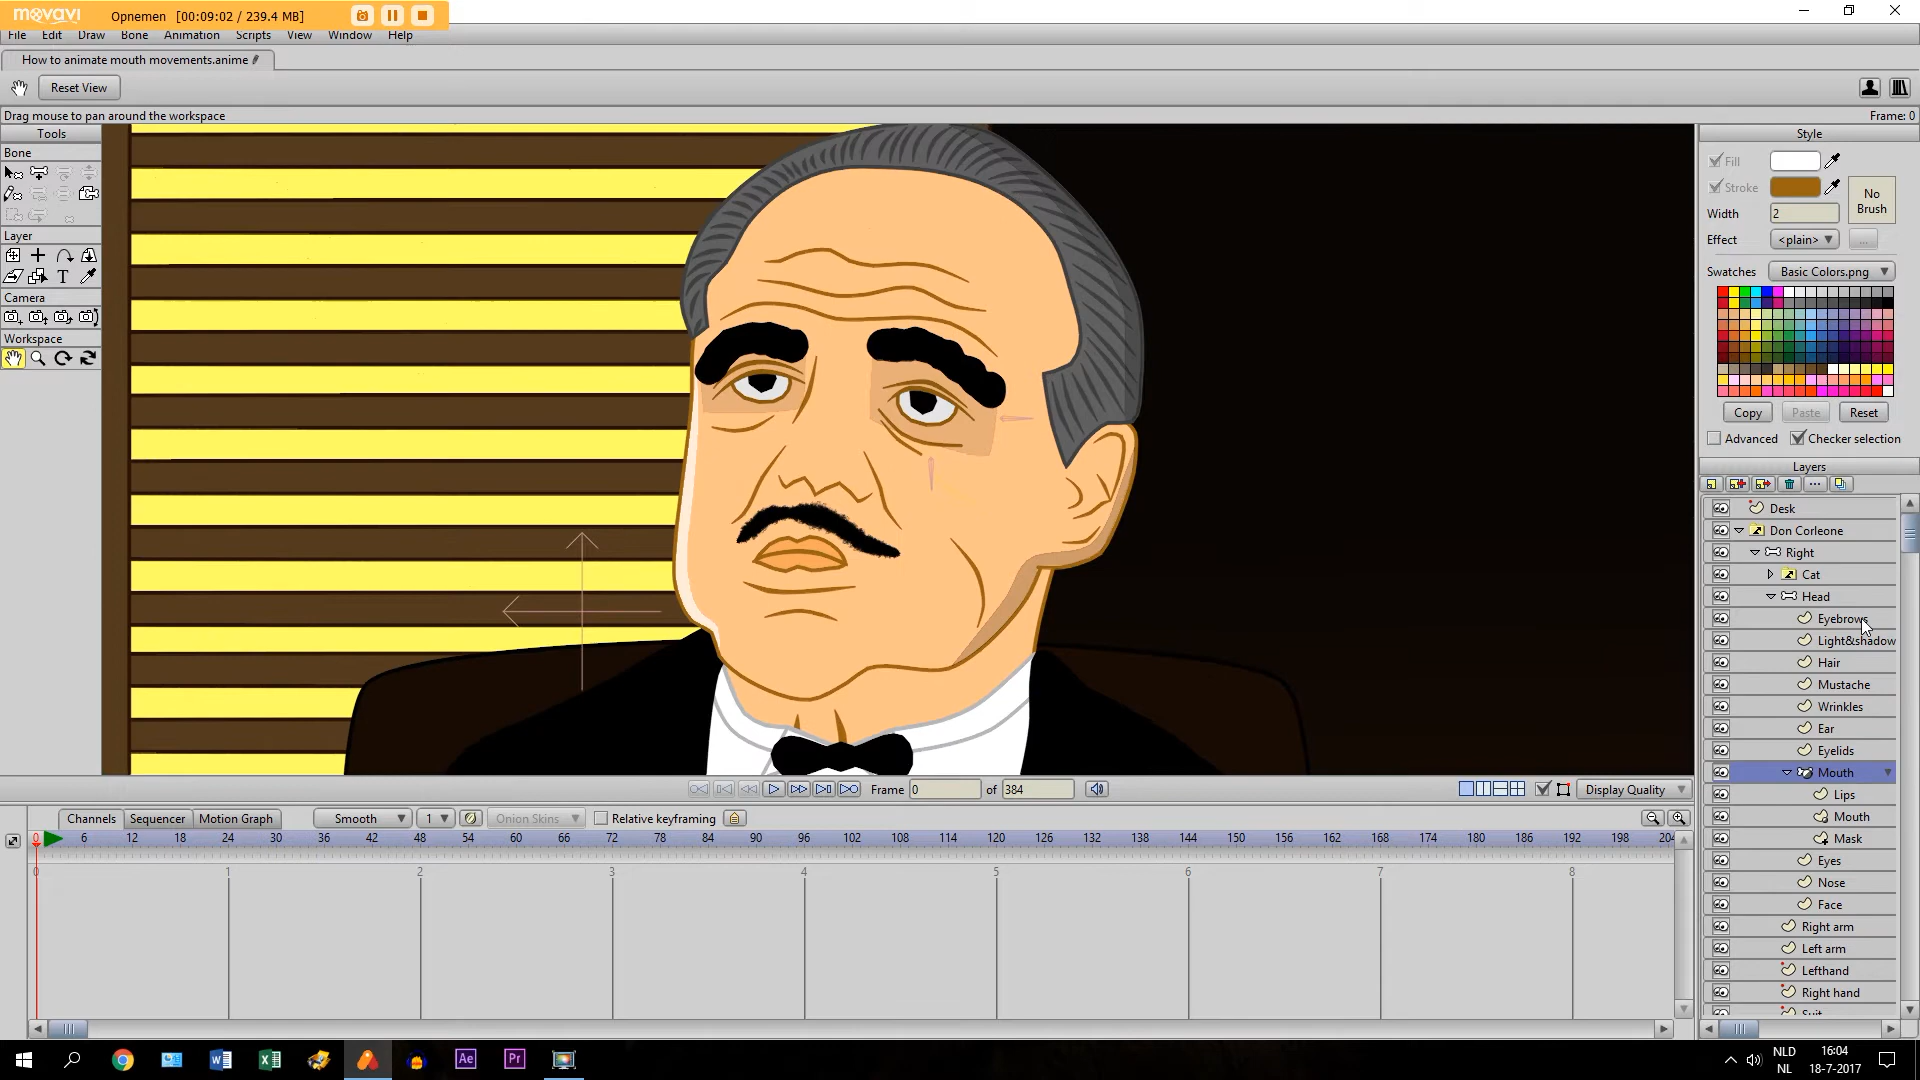 movavi
Opnemen [00:09:02 / 239.4 MB]
File Edit Draw Bone Animation Scripts View Window Help
How to animate mouth movements.anime
Reset View
Drag mouse to pan around the workspace
Frame: 0
Tools
Bone
Layer
T
Camera
Workspace
Style
Fill
Stroke
No
Brush
Width 2
Effect <plain> ...
Swatches Basic Colors.png
Copy Paste Reset
Advanced Checker selection
Layers
Desk
Don Corleone
Right
Cat
Head
Eyebrows
Light&shadow
Hair
Mustache
Wrinkles
Ear
Eyelids
Mouth
Lips
Mouth
Mask
Eyes
Nose
Face
Right arm
Left arm
Lefthand
Right hand
Suit
Frame 0 of 384
Display Quality
Channels Sequencer Motion Graph Smooth 1 Onion Skins Relative keyframing
0 6 12 18 24 30 36 42 48 54 60 66 72 78 84 90 96 102 108 114 120 126 132 138 144 150 156 162 168 174 180 186 192 198 204
0 1 2 3 4 5 6 7 8
Ae Pr
NLD
NL
16:04
18-7-2017